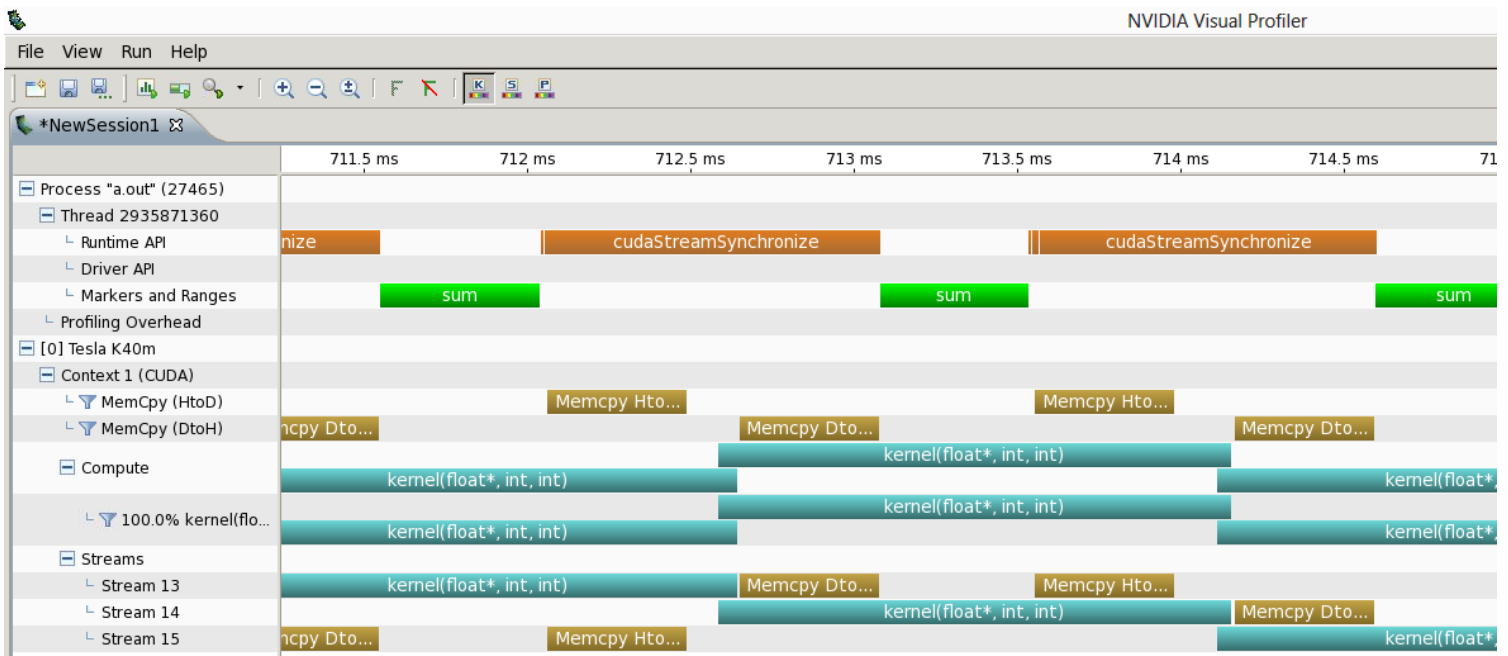 NVIDIA Visual Profiler
File View Run Help
K S P
*NewSession1
711.5 ms 712 ms 712.5 ms 713 ms 713.5 ms 714 ms 714.5 ms 71
Process "a.out" (27465)
Thread 2935871360
Runtime API nize cudaStreamSynchronize cudaStreamSynchronize
Driver API
Markers and Ranges sum sum sum
Profiling Overhead
[0] Tesla K40m
Context 1 (CUDA)
MemCpy (HtoD) Memcpy Hto... Memcpy Hto...
MemCpy (DtoH) mcpy Dto... Memcpy Dto... Memcpy Dto...
kernel(float*, int, int)
Compute
kernel(float*, int, int) kernel(float*,
kernel(float*, int, int)
100.0% kernel(flo...
kernel(float*, int, int) kernel(float*,
Streams
Stream 13 kernel(float*, int, int) Memcpy Dto... Memcpy Hto...
Stream 14 kernel(float*, int, int) Memcpy Dto...
Stream 15 mcpy Dto... Memcpy Hto... kernel(float*,